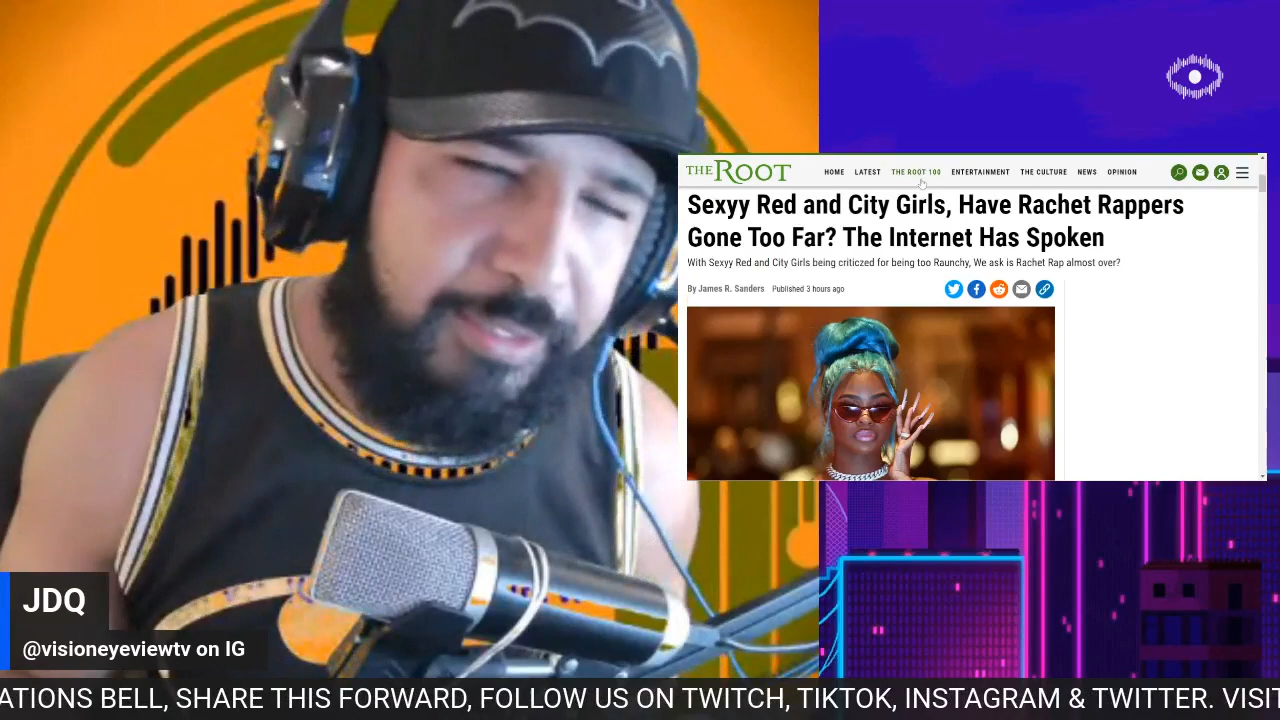 THE ROOT
HOME LATEST THE ROOT 100 ENTERTAINMENT THE CULTURE NEWS OPINION
Sexyy Red and City Girls, Have Rachet Rappers
Gone Too Far? The Internet Has Spoken
With Sexyy Red and City Girls being criticzed for being too Raunchy, We ask is Rachet Rap almost over?
By James R. Sanders Published 3 hours ago
JDQ
@visioneyeviewtv on IG
ATIONS BELL, SHARE THIS FORWARD, FOLLOW US ON TWITCH, TIKTOK, INSTAGRAM & TWITTER. VISIT